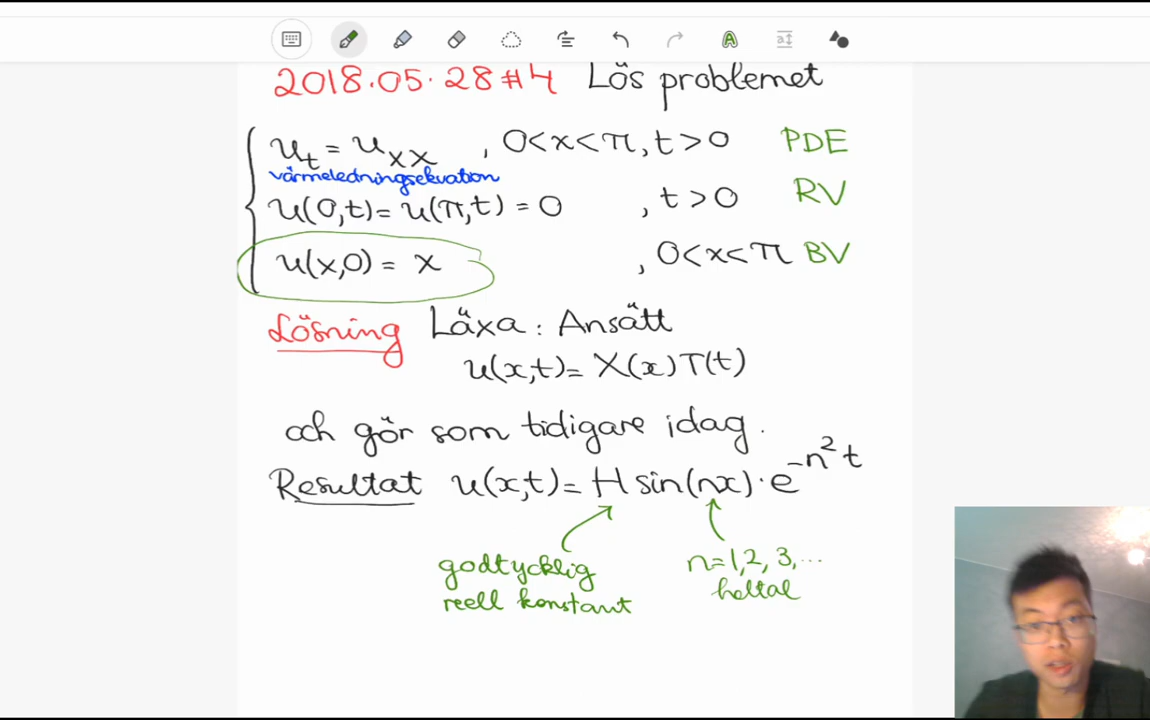 2018.05.28#4 Lös problemet
u_t = u_xx , 0<x<π, t>0 PDE
värmeledningsekvation
u(0,t)= u(π,t) = 0 , t>0 RV
u(x,0) = x , 0<x<π BV
Lösning Läxa: Ansätt
u(x,t)= X(x)T(t)
och gör som tidigare idag.
Resultat u(x,t)= H sin(nx)·e^{-n²t}
godtycklig
reell konstant
n=1,2,3,...
heltal